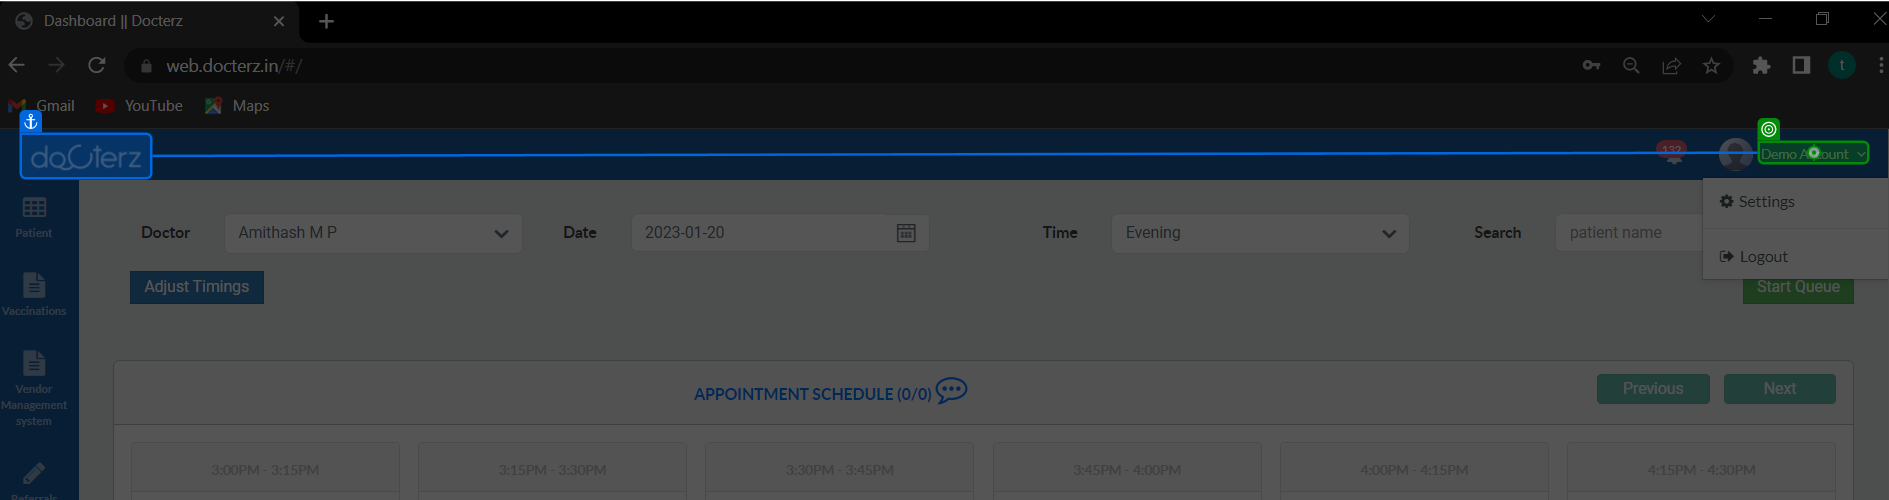 Dashboard || Docterz
web.docterz.in/#/
t
Gmail YouTube Maps
docterz
132
Demo Account
Settings
Logout
Patient
Vaccinations
Vendor
Management
system
Referrals
Doctor Amithash M P Date 2023-01-20 Time Evening Search patient name
Adjust Timings Start Queue
APPOINTMENT SCHEDULE (0/0) Previous Next
3:00PM - 3:15PM 3:15PM - 3:30PM 3:30PM - 3:45PM 3:45PM - 4:00PM 4:00PM - 4:15PM 4:15PM - 4:30PM